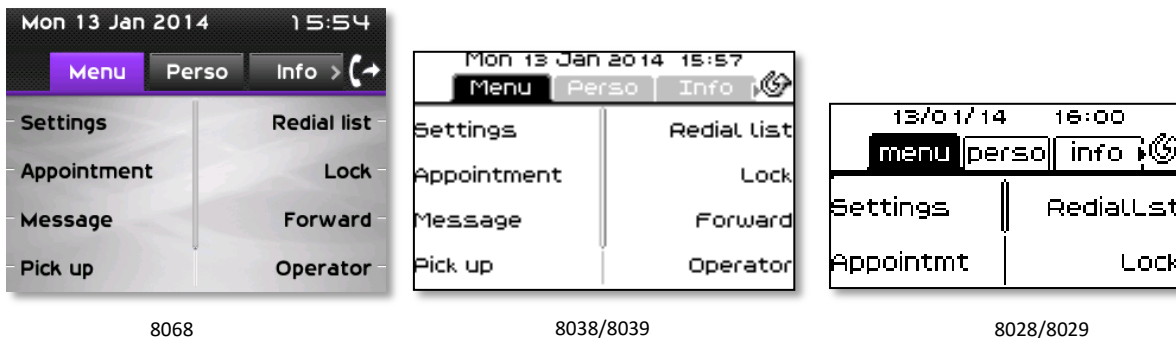 Mon 13 Jan 2014 15:54
Menu Perso Info >
Settings Redial list
Appointment Lock
Message Forward
Pick up Operator
8068
Mon 13 Jan 2014 15:57
Menu Perso Info
Settings Redial list
Appointment Lock
Message Forward
Pick up Operator
8038/8039
13/01/14 16:00
menu perso info
Settings RedialLst
Appointmt Lock
8028/8029